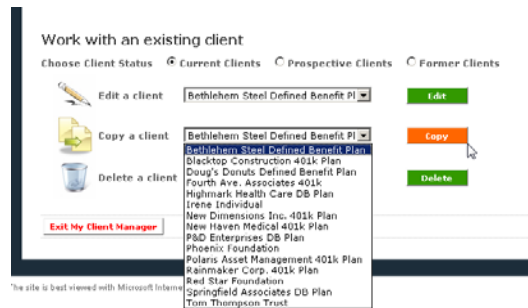 Work with an existing client
Choose Client Status Current Clients Prospective Clients Former Clients
Edit a client Bethlehem Steel Defined Benefit Pl Edit
Copy a client Bethlehem Steel Defined Benefit Pl Copy
Bethlehem Steel Defined Benefit Plan
Blacktop Construction 401k Plan
Doug's Donuts Defined Benefit Plan
Fourth Ave. Associates 401k
Highmark Health Care DB Plan
Irene Individual
New Dimensions Inc. 401k Plan
New Haven Medical 401k Plan
P&D Enterprises DB Plan
Phoenix Foundation
Polaris Asset Management 401k Plan
Rainmaker Corp. 401k Plan
Red Star Foundation
Springfield Associates DB Plan
Tom Thompson Trust
Delete a client Delete
Exit My Client Manager
he site is best viewed with Microsoft Interne